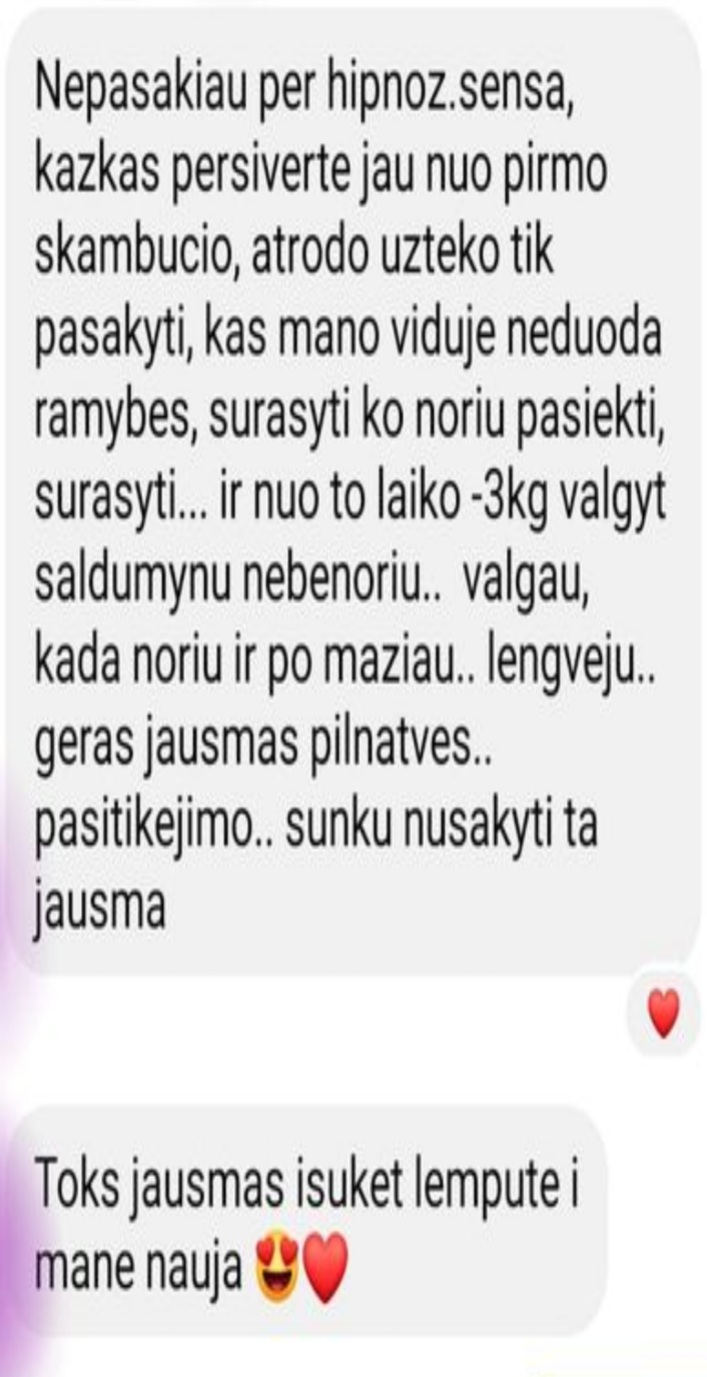 Nepasakiau per hipnoz.sensa,
kazkas persiverte jau nuo pirmo
skambucio, atrodo uzteko tik
pasakyti, kas mano viduje neduoda
ramybes, surasyti ko noriu pasiekti,
surasyti... ir nuo to laiko -3kg valgyt
saldumynu nebenoriu..  valgau,
kada noriu ir po maziau.. lengveju..
geras jausmas pilnatves..
pasitikejimo.. sunku nusakyti ta
jausma
❤️
Toks jausmas isuket lempute i
mane nauja 😍❤️